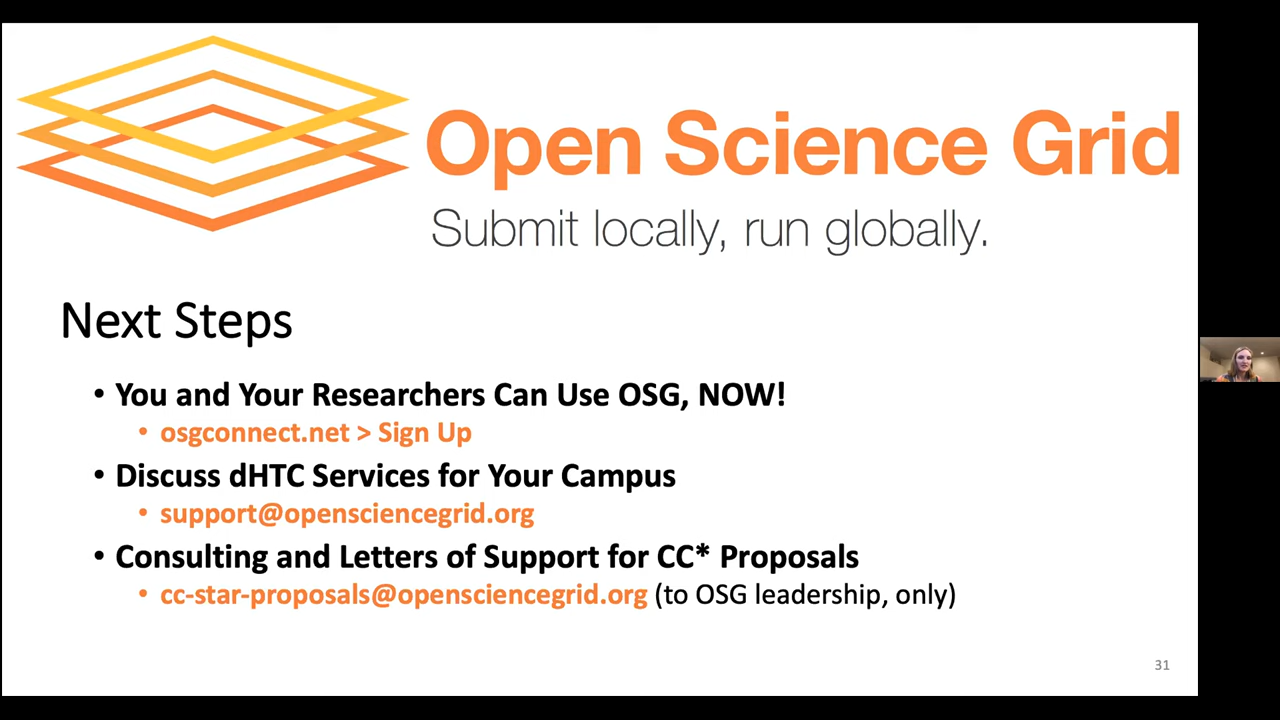 Open Science Grid
Submit locally, run globally.
Next Steps
• You and Your Researchers Can Use OSG, NOW!
• osgconnect.net > Sign Up
• Discuss dHTC Services for Your Campus
• support@opensciencegrid.org
• Consulting and Letters of Support for CC* Proposals
• cc-star-proposals@opensciencegrid.org (to OSG leadership, only)
31